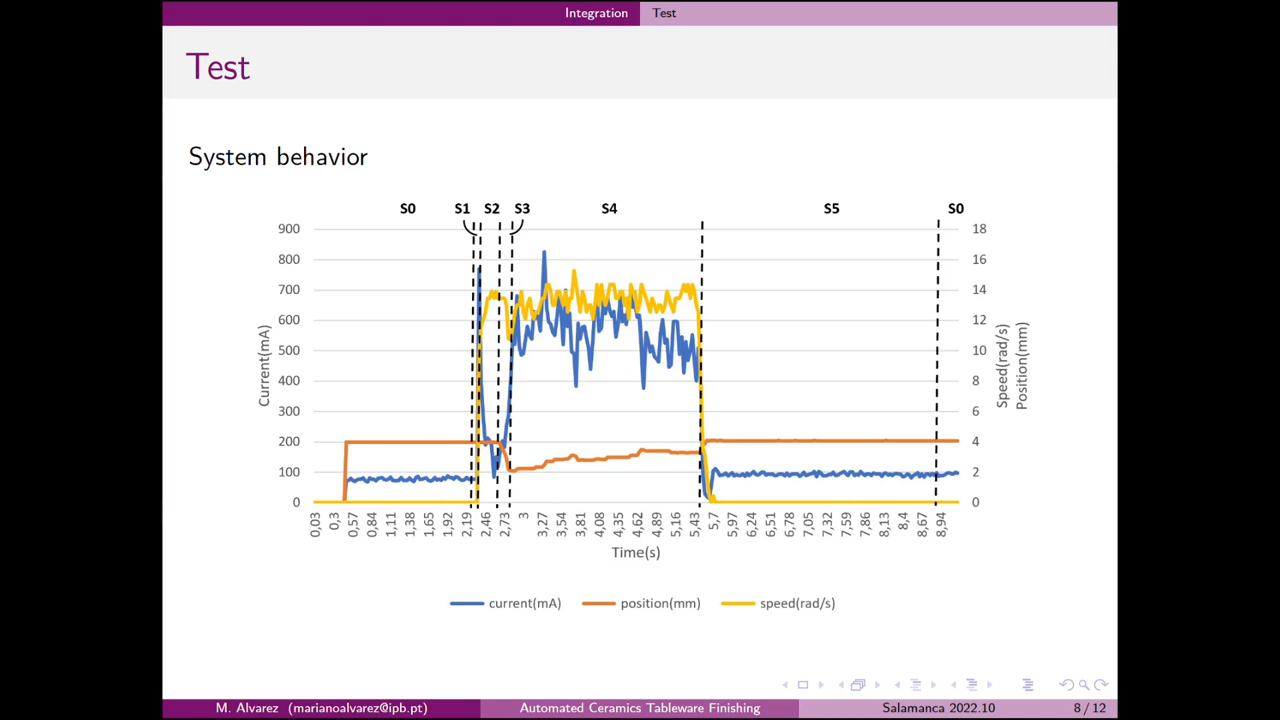 Integration Test
Test
System behavior
S0 S1 S2 S3 S4 S5 S0
900 18
800 16
700 14
600 12
500 10
400 8
300 6
200 4
100 2
0 0
Current(mA)
Speed(rad/s)
Position(mm)
0,03 0,3 0,57 0,84 1,11 1,38 1,65 1,92 2,19 2,46 2,73 3 3,27 3,54 3,81 4,08 4,35 4,62 4,89 5,16 5,43 5,7 5,97 6,24 6,51 6,78 7,05 7,32 7,59 7,86 8,13 8,4 8,67 8,94
Time(s)
current(mA) position(mm) speed(rad/s)
M. Alvarez (marianoalvarez@ipb.pt) Automated Ceramics Tableware Finishing Salamanca 2022.10 8 / 12